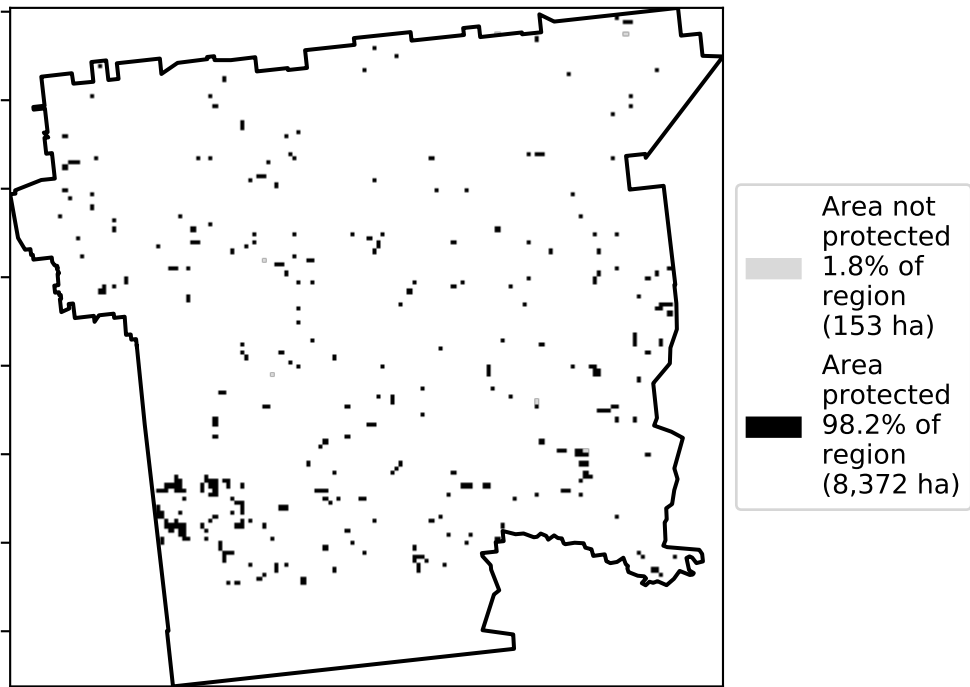 Area not
protected
1.8% of
region
(153 ha)
Area
protected
98.2% of
region
(8,372 ha)